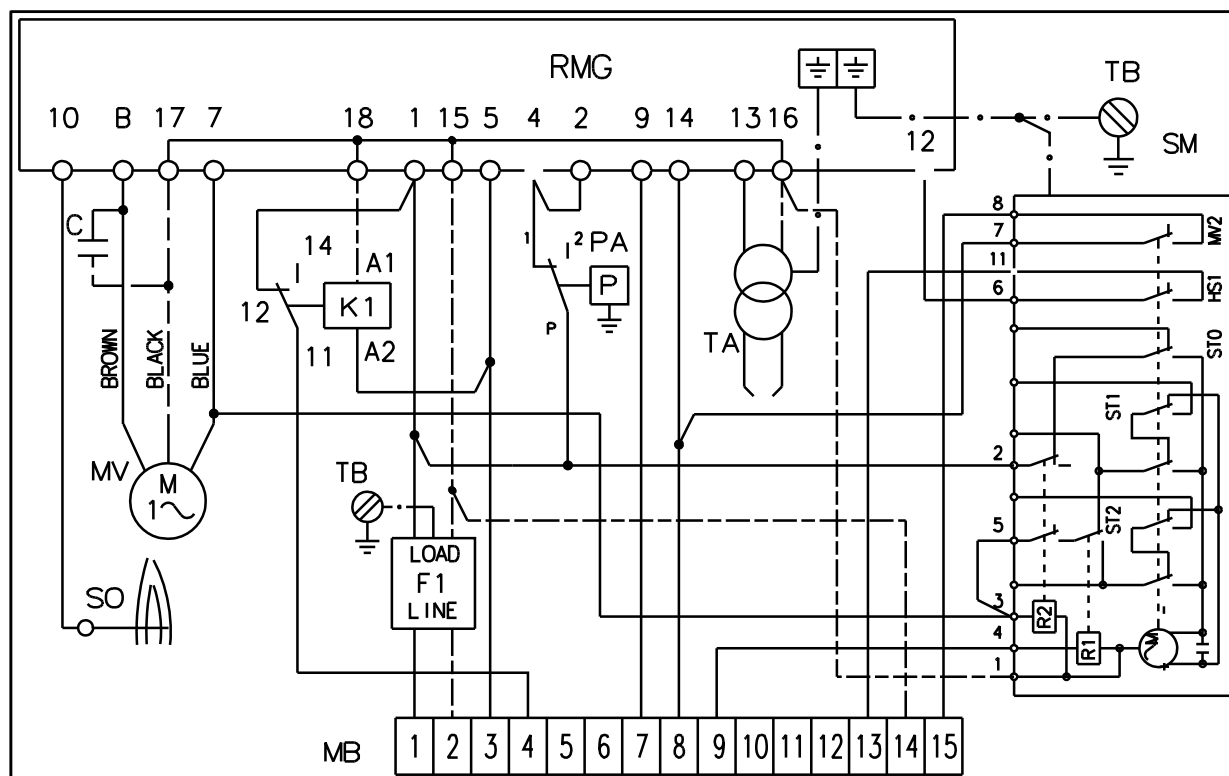 RMG
TB
10 B 17 7 18 1 15 5 4 2 9 14 13 16
12
SM
C
14
A1
1
2
PA
8
7
MV2
11
6
HS1
12
K1
P
P
11
A2
TA
ST0
BROWN
BLACK
BLUE
ST1
2
MV
M
1
TB
5
ST2
LOAD
F1
LINE
SO
3
R2
4
R1
M
1
MB
1 2 3 4 5 6 7 8 9 10 11 12 13 14 15